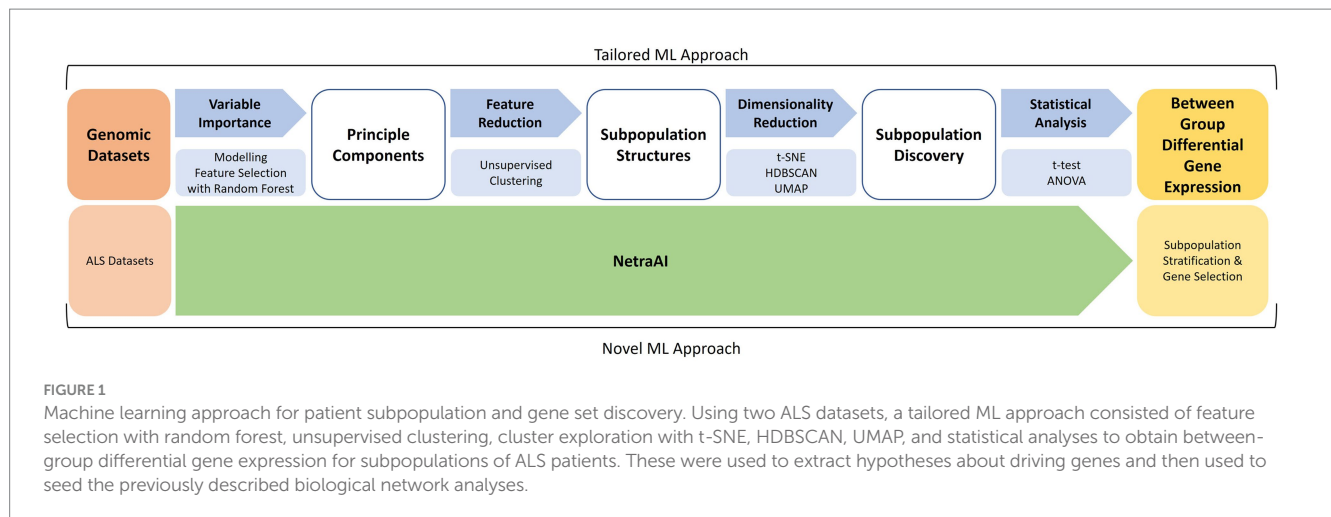 Tailored ML Approach
Genomic
Datasets
Variable
Importance
Modelling
Feature Selection
with Random Forest
Principle
Components
Feature
Reduction
Unsupervised
Clustering
Subpopulation
Structures
Dimensionality
Reduction
t-SNE
HDBSCAN
UMAP
Subpopulation
Discovery
Statistical
Analysis
t-test
ANOVA
Between
Group
Differential
Gene
Expression
ALS Datasets
NetraAI
Subpopulation
Stratification &
Gene Selection
Novel ML Approach
FIGURE 1
Machine learning approach for patient subpopulation and gene set discovery. Using two ALS datasets, a tailored ML approach consisted of feature
selection with random forest, unsupervised clustering, cluster exploration with t-SNE, HDBSCAN, UMAP, and statistical analyses to obtain between-
group differential gene expression for subpopulations of ALS patients. These were used to extract hypotheses about driving genes and then used to
seed the previously described biological network analyses.